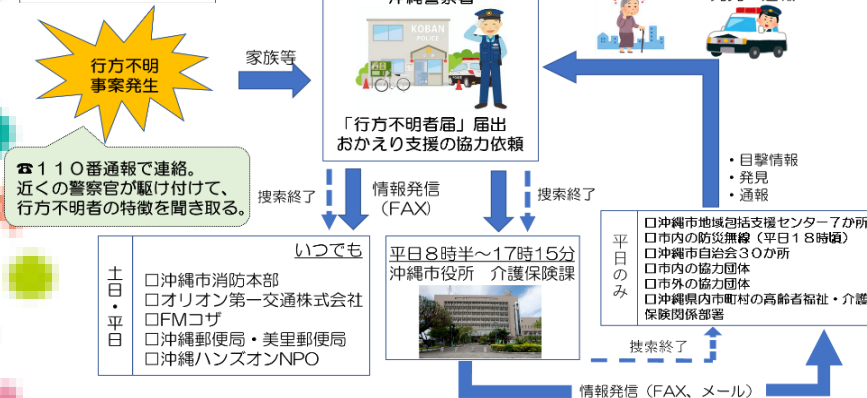 沖縄警察署
KOBAN
POLICE
行方不明
事案発生
家族等
「行方不明者届」届出
おかえり支援の協力依頼
☎110番通報で連絡。
近くの警察官が駆け付けて、
行方不明者の特徴を聞き取る。
捜索終了
情報発信
(FAX)
捜索終了
・目撃情報
・発見
・通報
土日・平日
いつでも
□沖縄市消防本部
□オリオン第一交通株式会社
□FMコザ
□沖縄郵便局・美里郵便局
□沖縄ハンズオンNPO
平日8時半~17時15分
沖縄市役所 介護保険課
平日のみ
□沖縄市地域包括支援センター7か所
□市内の防災無線(平日18時頃)
□沖縄市自治会30か所
□市内の協力団体
□市外の協力団体
□沖縄県内市町村の高齢者福祉・介護
保険関係部署
捜索終了
情報発信(FAX、メール)